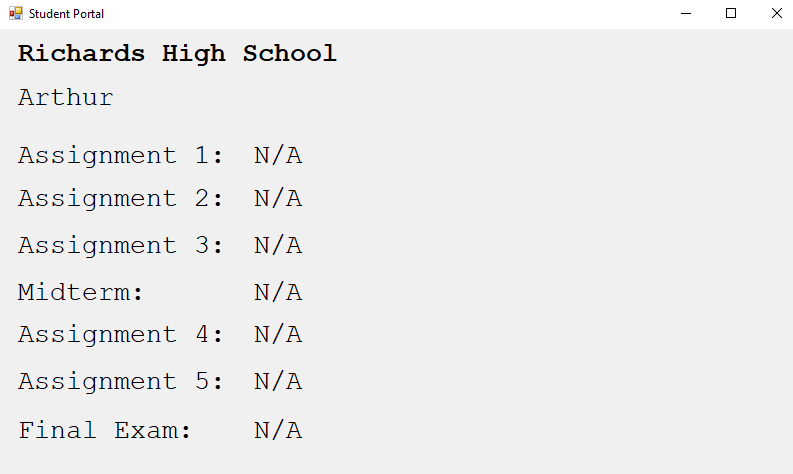 Student Portal
Richards High School
Arthur
Assignment 1: N/A
Assignment 2: N/A
Assignment 3: N/A
Midterm: N/A
Assignment 4: N/A
Assignment 5: N/A
Final Exam: N/A